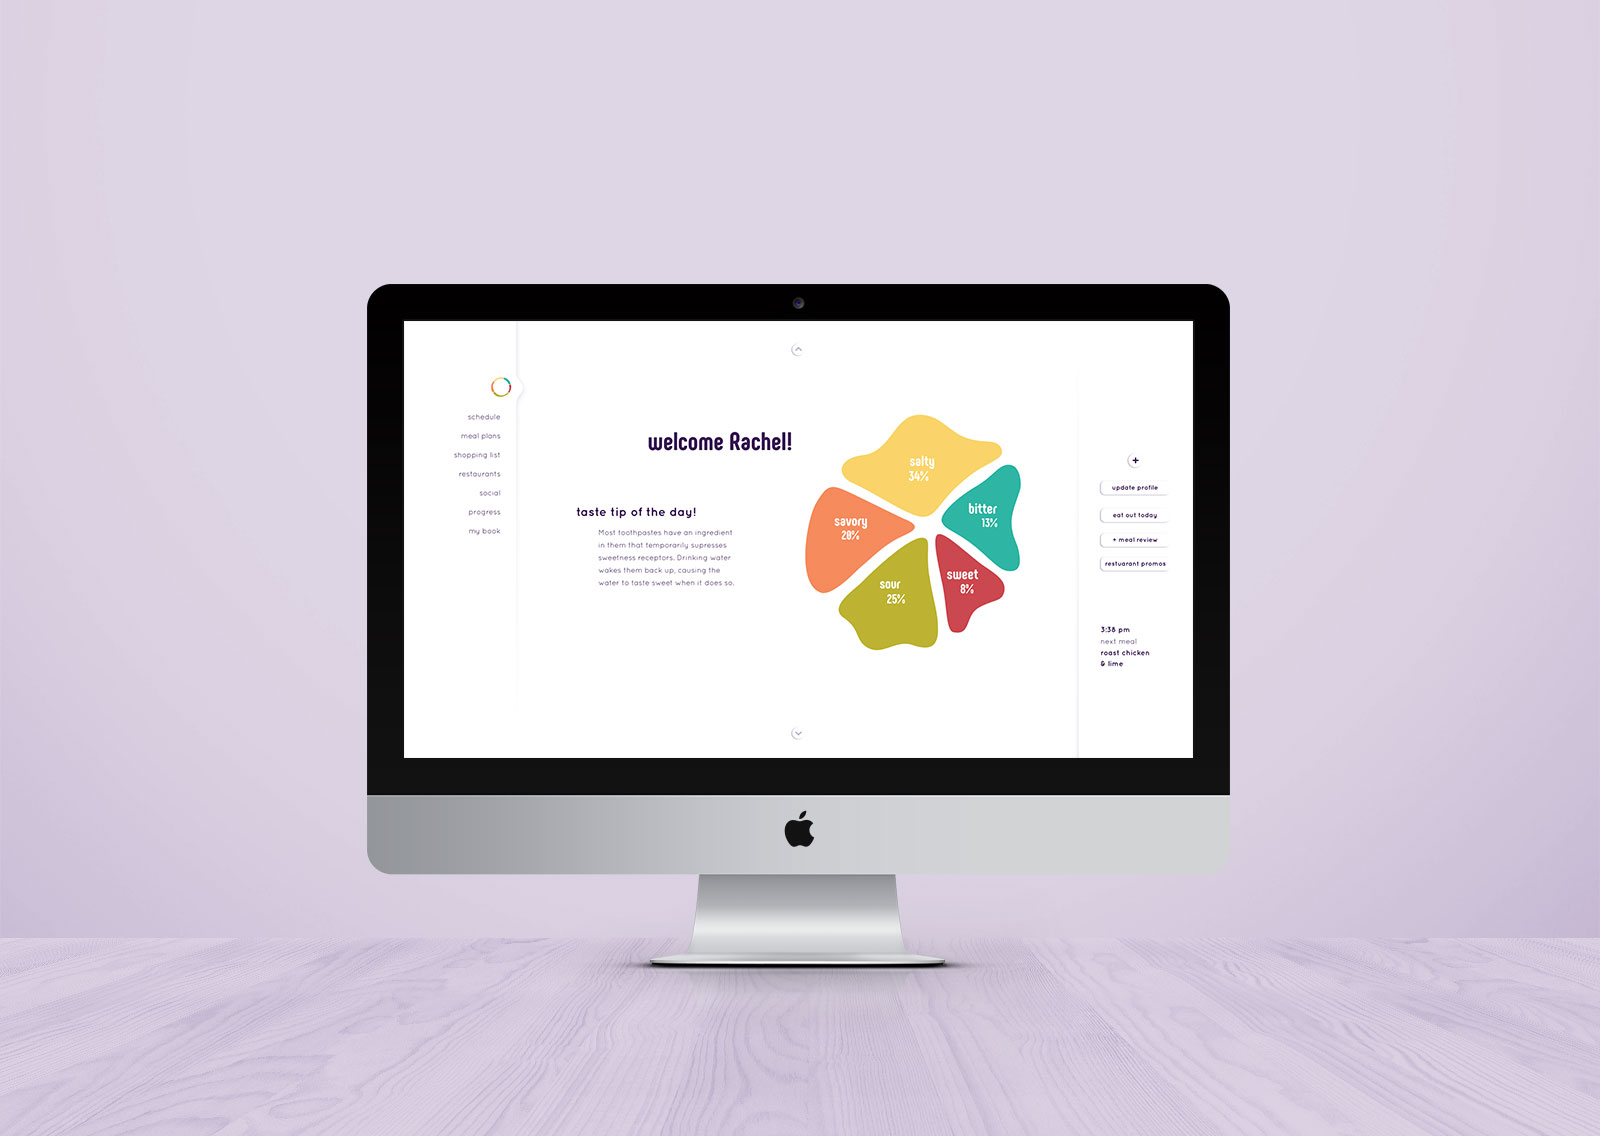 schedule
meal plans
shopping list
restaurants
social
progress
my book
welcome Rachel!
taste tip of the day!
Most toothpastes have an ingredient
in them that temporarily supresses
sweetness receptors. Drinking water
wakes them back up, causing the
water to taste sweet when it does so.
salty
34%
bitter
13%
savory
20%
sweet
8%
sour
25%
+
update profile
eat out today
+ meal review
restuarant promos
3:38 pm
next meal
roast chicken
& lime